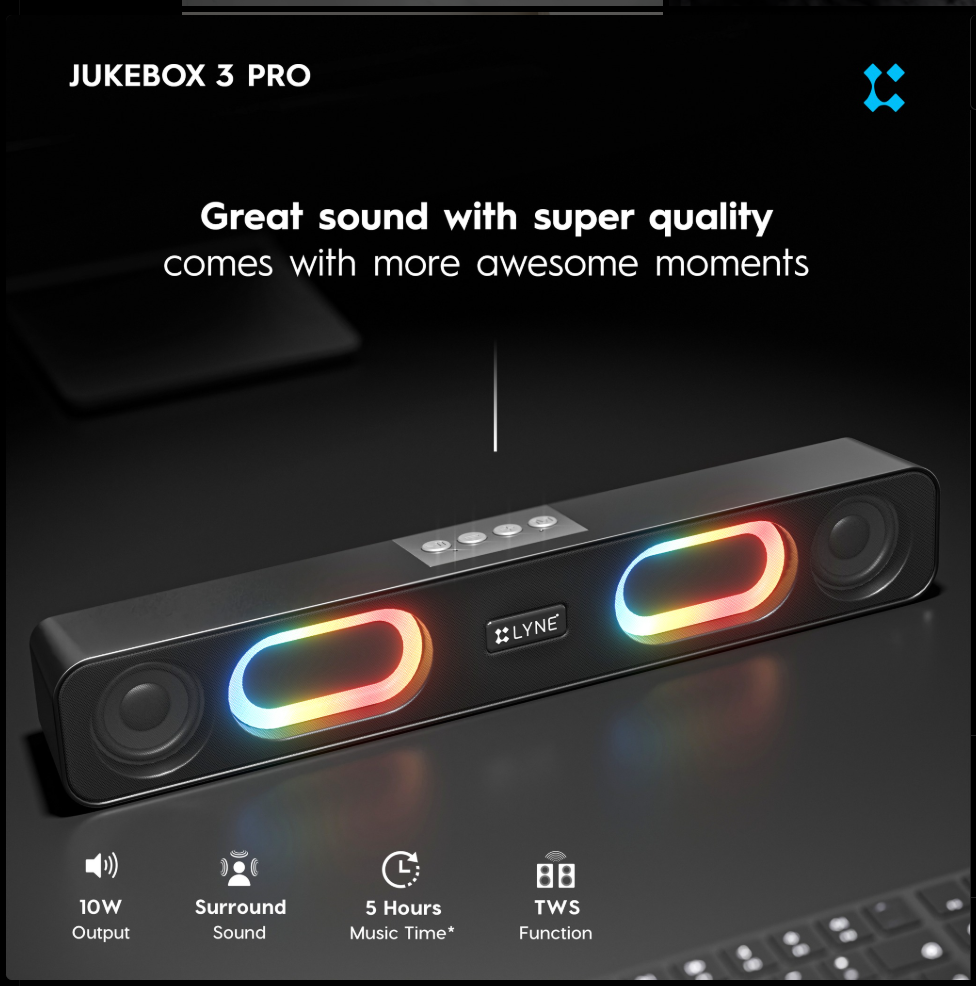 JUKEBOX 3 PRO
Great sound with super quality
comes with more awesome moments
LYNE
10W
Output
Surround
Sound
5 Hours
Music Time*
TWS
Function